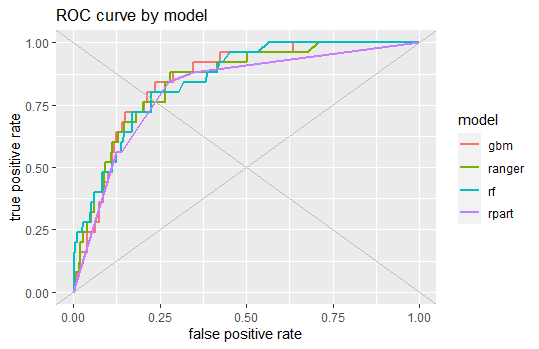 ROC curve by model
true positive rate
1.00
0.75
0.50
0.25
0.00
0.00 0.25 0.50 0.75 1.00
false positive rate
model
gbm
ranger
rf
rpart